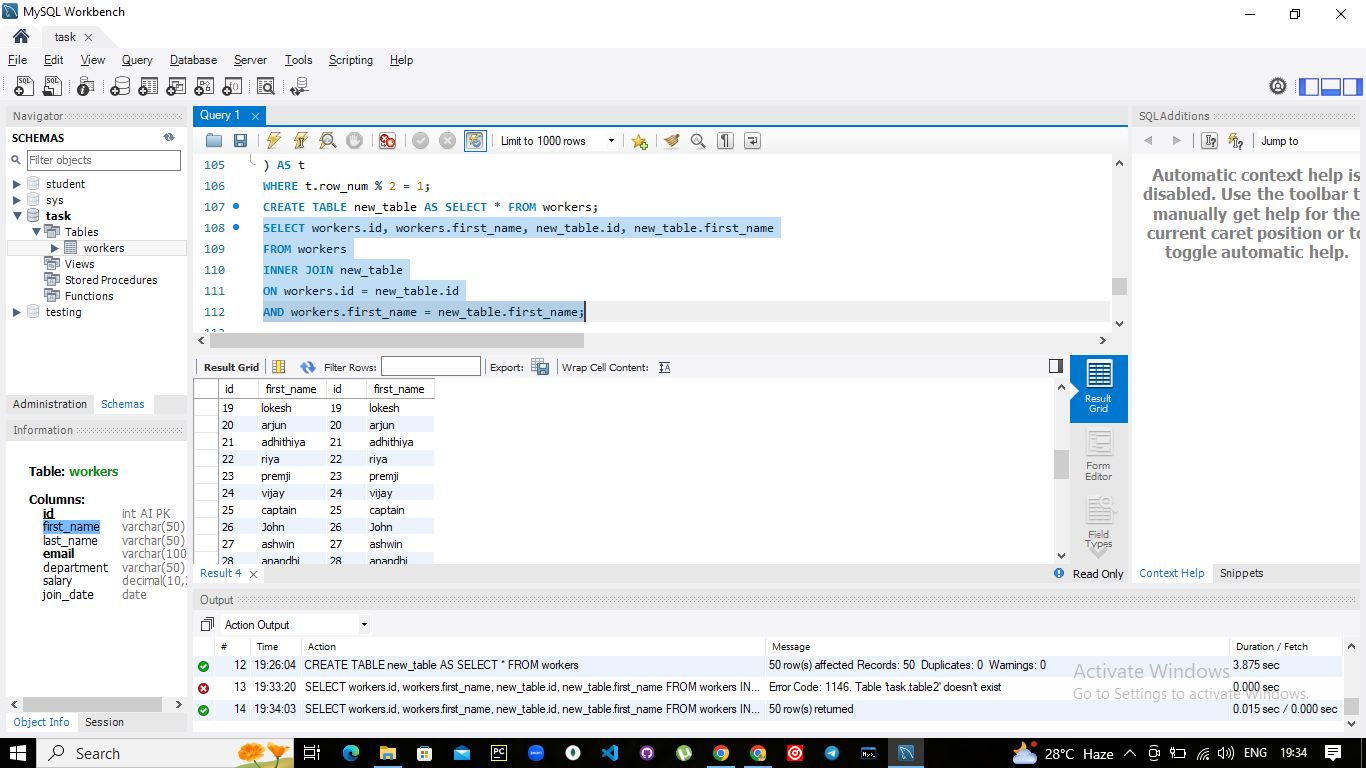 MySQL Workbench
task
File Edit View Query Database Server Tools Scripting Help
Navigator
SCHEMAS
Filter objects
student
sys
task
Tables
workers
Views
Stored Procedures
Functions
testing
Administration Schemas
Information
Table: workers
Columns:
id int AI PK
first_name varchar(50)
last_name varchar(50)
email varchar(100
department varchar(50)
salary decimal(10,
join_date date
Object Info Session
Query 1
Limit to 1000 rows
105 ) AS t
106 WHERE t.row_num % 2 = 1;
107 CREATE TABLE new_table AS SELECT * FROM workers;
108 SELECT workers.id, workers.first_name, new_table.id, new_table.first_name
109 FROM workers
110 INNER JOIN new_table
111 ON workers.id = new_table.id
112 AND workers.first_name = new_table.first_name;
113
Result Grid Filter Rows: Export: Wrap Cell Content:
id first_name id first_name
19 lokesh 19 lokesh
20 arjun 20 arjun
21 adhithiya 21 adhithiya
22 riya 22 riya
23 premji 23 premji
24 vijay 24 vijay
25 captain 25 captain
26 John 26 John
27 ashwin 27 ashwin
28 anandhi 28 anandhi
Result Grid
Form Editor
Field Types
Result 4
Read Only
SQLAdditions
Jump to
Automatic context help is
disabled. Use the toolbar t
manually get help for the
current caret position or to
toggle automatic help.
Context Help Snippets
Output
Action Output
# Time Action Message Duration / Fetch
12 19:26:04 CREATE TABLE new_table AS SELECT * FROM workers 50 row(s) affected Records: 50 Duplicates: 0 Warnings: 0 3.875 sec
13 19:33:20 SELECT workers.id, workers.first_name, new_table.id, new_table.first_name FROM workers IN... Error Code: 1146. Table 'task.table2' doesn't exist 0.000 sec
14 19:34:03 SELECT workers.id, workers.first_name, new_table.id, new_table.first_name FROM workers IN... 50 row(s) returned 0.015 sec / 0.000 sec
Activate Windows
Go to Settings to activate Windows.
Search
28°C Haze ENG 19:34